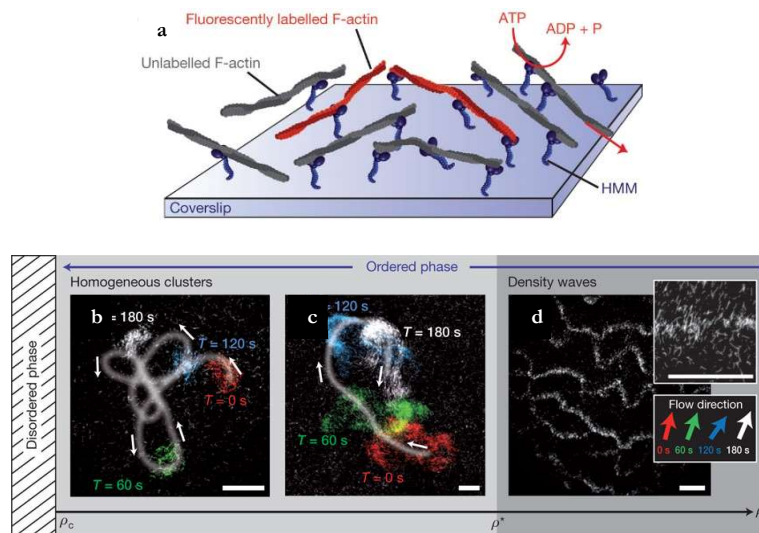 a
Fluorescently labelled F-actin
Unlabelled F-actin
ATP
ADP + P
HMM
Coverslip
Ordered phase
Disordered phase
Homogeneous clusters
Density waves
b
= 180 s
T = 120 s
T = 0 s
T = 60 s
c
= 120 s
T = 180 s
T = 60 s
T = 0 s
d
Flow direction
0 s 60 s 120 s 180 s
ρc
ρ*